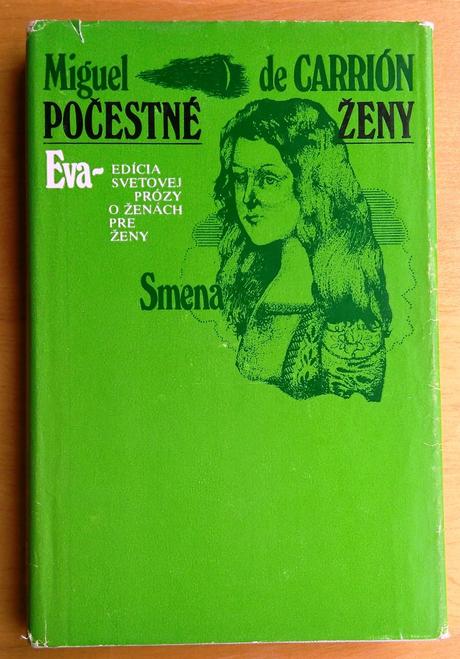 Miguel de CARRIÓN
POČESTNÉ ŽENY
Eva-
EDÍCIA
SVETOVEJ
PRÓZY
O ŽENÁCH
PRE
ŽENY
Smena